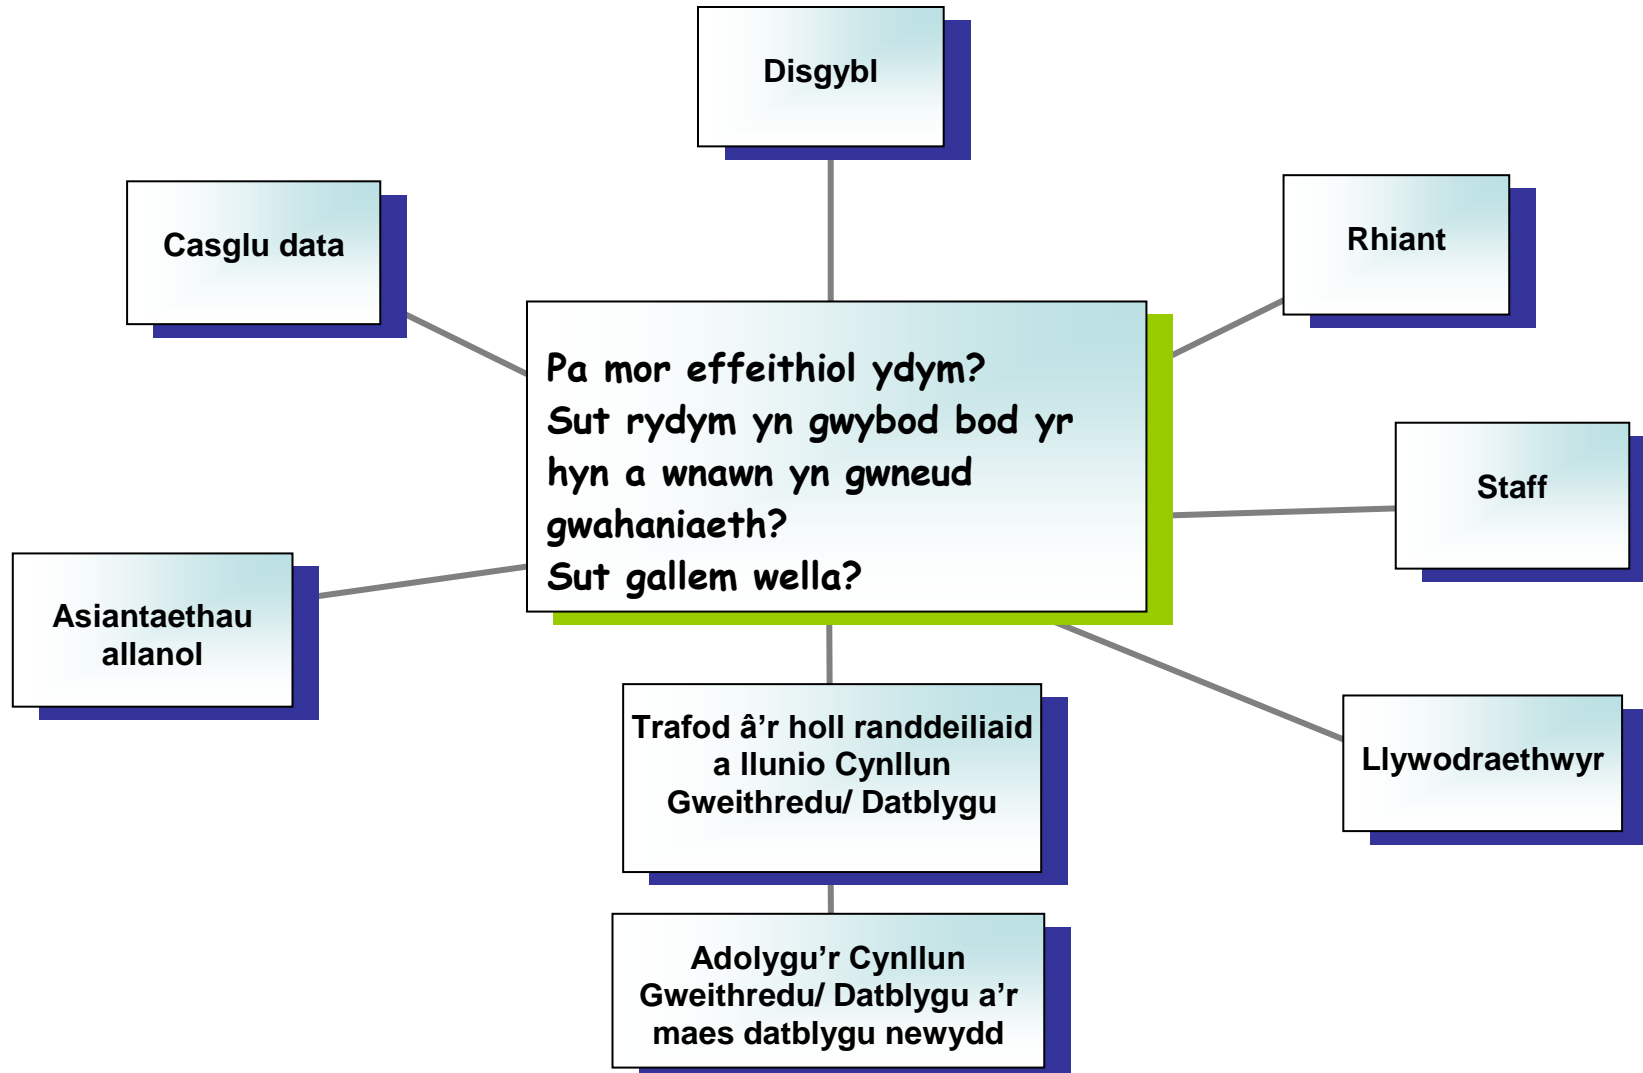 Disgybl
Casglu data
Rhiant
Pa mor effeithiol ydym?
Sut rydym yn gwybod bod yr
hyn a wnawn yn gwneud
gwahaniaeth?
Sut gallem wella?
Staff
Asiantaethau
allanol
Trafod â’r holl randdeiliaid
a llunio Cynllun
Gweithredu/ Datblygu
Llywodraethwyr
Adolygu’r Cynllun
Gweithredu/ Datblygu a’r
maes datblygu newydd